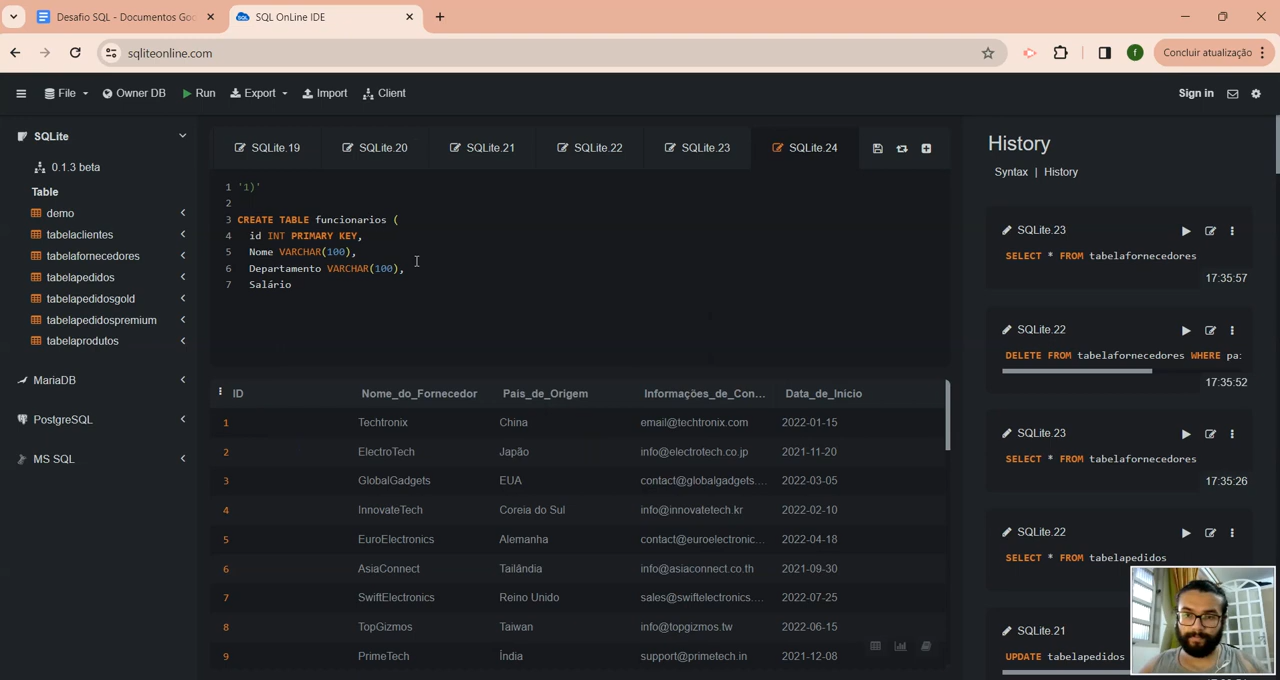 Desafio SQL - Documentos Goo
SQL OnLine IDE
sqliteonline.com
Concluir atualização
File
Owner DB
Run
Export
Import
Client
Sign in
SQLite
0.1.3 beta
Table
demo
tabelaclientes
tabelafornecedores
tabelapedidos
tabelapedidosgold
tabelapedidospremium
tabelaprodutos
MariaDB
PostgreSQL
MS SQL
SQLite.19
SQLite.20
SQLite.21
SQLite.22
SQLite.23
SQLite.24
1 '1)'
2
3 CREATE TABLE funcionarios (
4 id INT PRIMARY KEY,
5 Nome VARCHAR(100),
6 Departamento VARCHAR(100),
7 Salário
ID Nome_do_Fornecedor País_de_Origem Informações_de_Con... Data_de_Inicio
1 Techtronix China email@techtronix.com 2022-01-15
2 ElectroTech Japão info@electrotech.co.jp 2021-11-20
3 GlobalGadgets EUA contact@globalgadgets.... 2022-03-05
4 InnovateTech Coreia do Sul info@innovatetech.kr 2022-02-10
5 EuroElectronics Alemanha contact@euroelectronic... 2022-04-18
6 AsiaConnect Tailândia info@asiaconnect.co.th 2021-09-30
7 SwiftElectronics Reino Unido sales@swiftelectronics.... 2022-07-25
8 TopGizmos Taiwan info@topgizmos.tw 2022-06-15
9 PrimeTech Índia support@primetech.in 2021-12-08
History
Syntax | History
SQLite.23
SELECT * FROM tabelafornecedores
17:35:57
SQLite.22
DELETE FROM tabelafornecedores WHERE pa:
17:35:52
SQLite.23
SELECT * FROM tabelafornecedores
17:35:26
SQLite.22
SELECT * FROM tabelapedidos
SQLite.21
UPDATE tabelapedidos